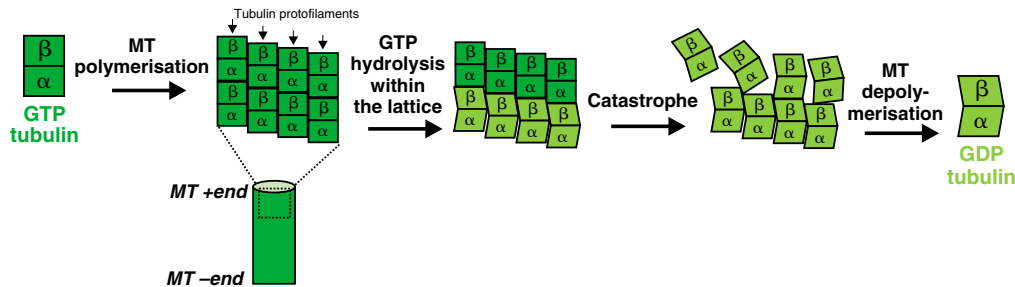 Tubulin protofilaments
β
α
GTP
tubulin
MT
polymerisation
β β β β
α α α α
β β β β
α α α α
GTP
hydrolysis
within
the lattice
β β β β
α α α α
β β β β
α α α α
Catastrophe
β β β β
α α α α
β β β β
α α α α
MT
depoly-
merisation
β
α
GDP
tubulin
MT +end
MT –end